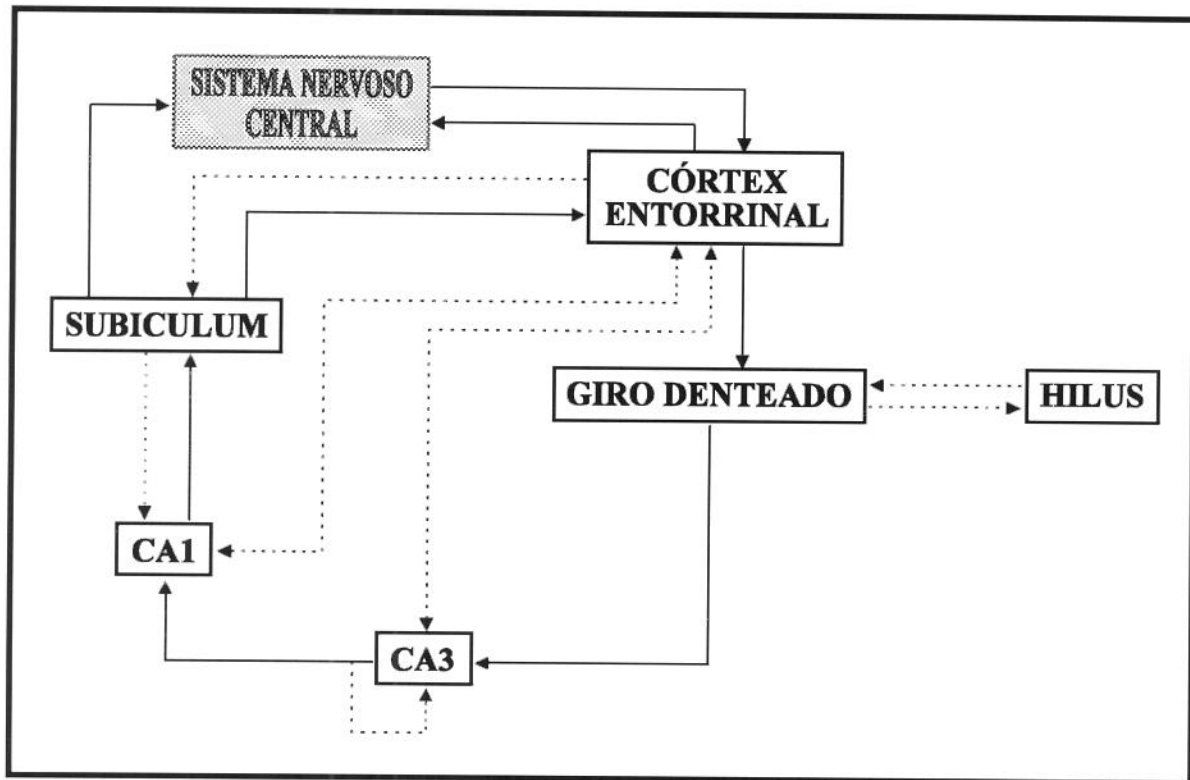 SISTEMA NERVOSO
CENTRAL
CÓRTEX
ENTORRINAL
SUBICULUM
GIRO DENTEADO
HILUS
CA1
CA3